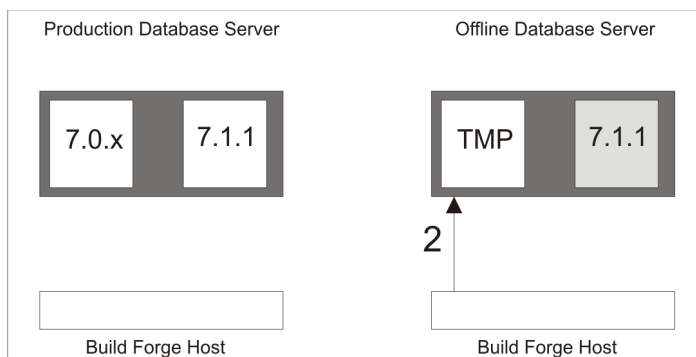 Production Database Server
Offline Database Server
7.0.x
7.1.1
TMP
7.1.1
2
Build Forge Host
Build Forge Host